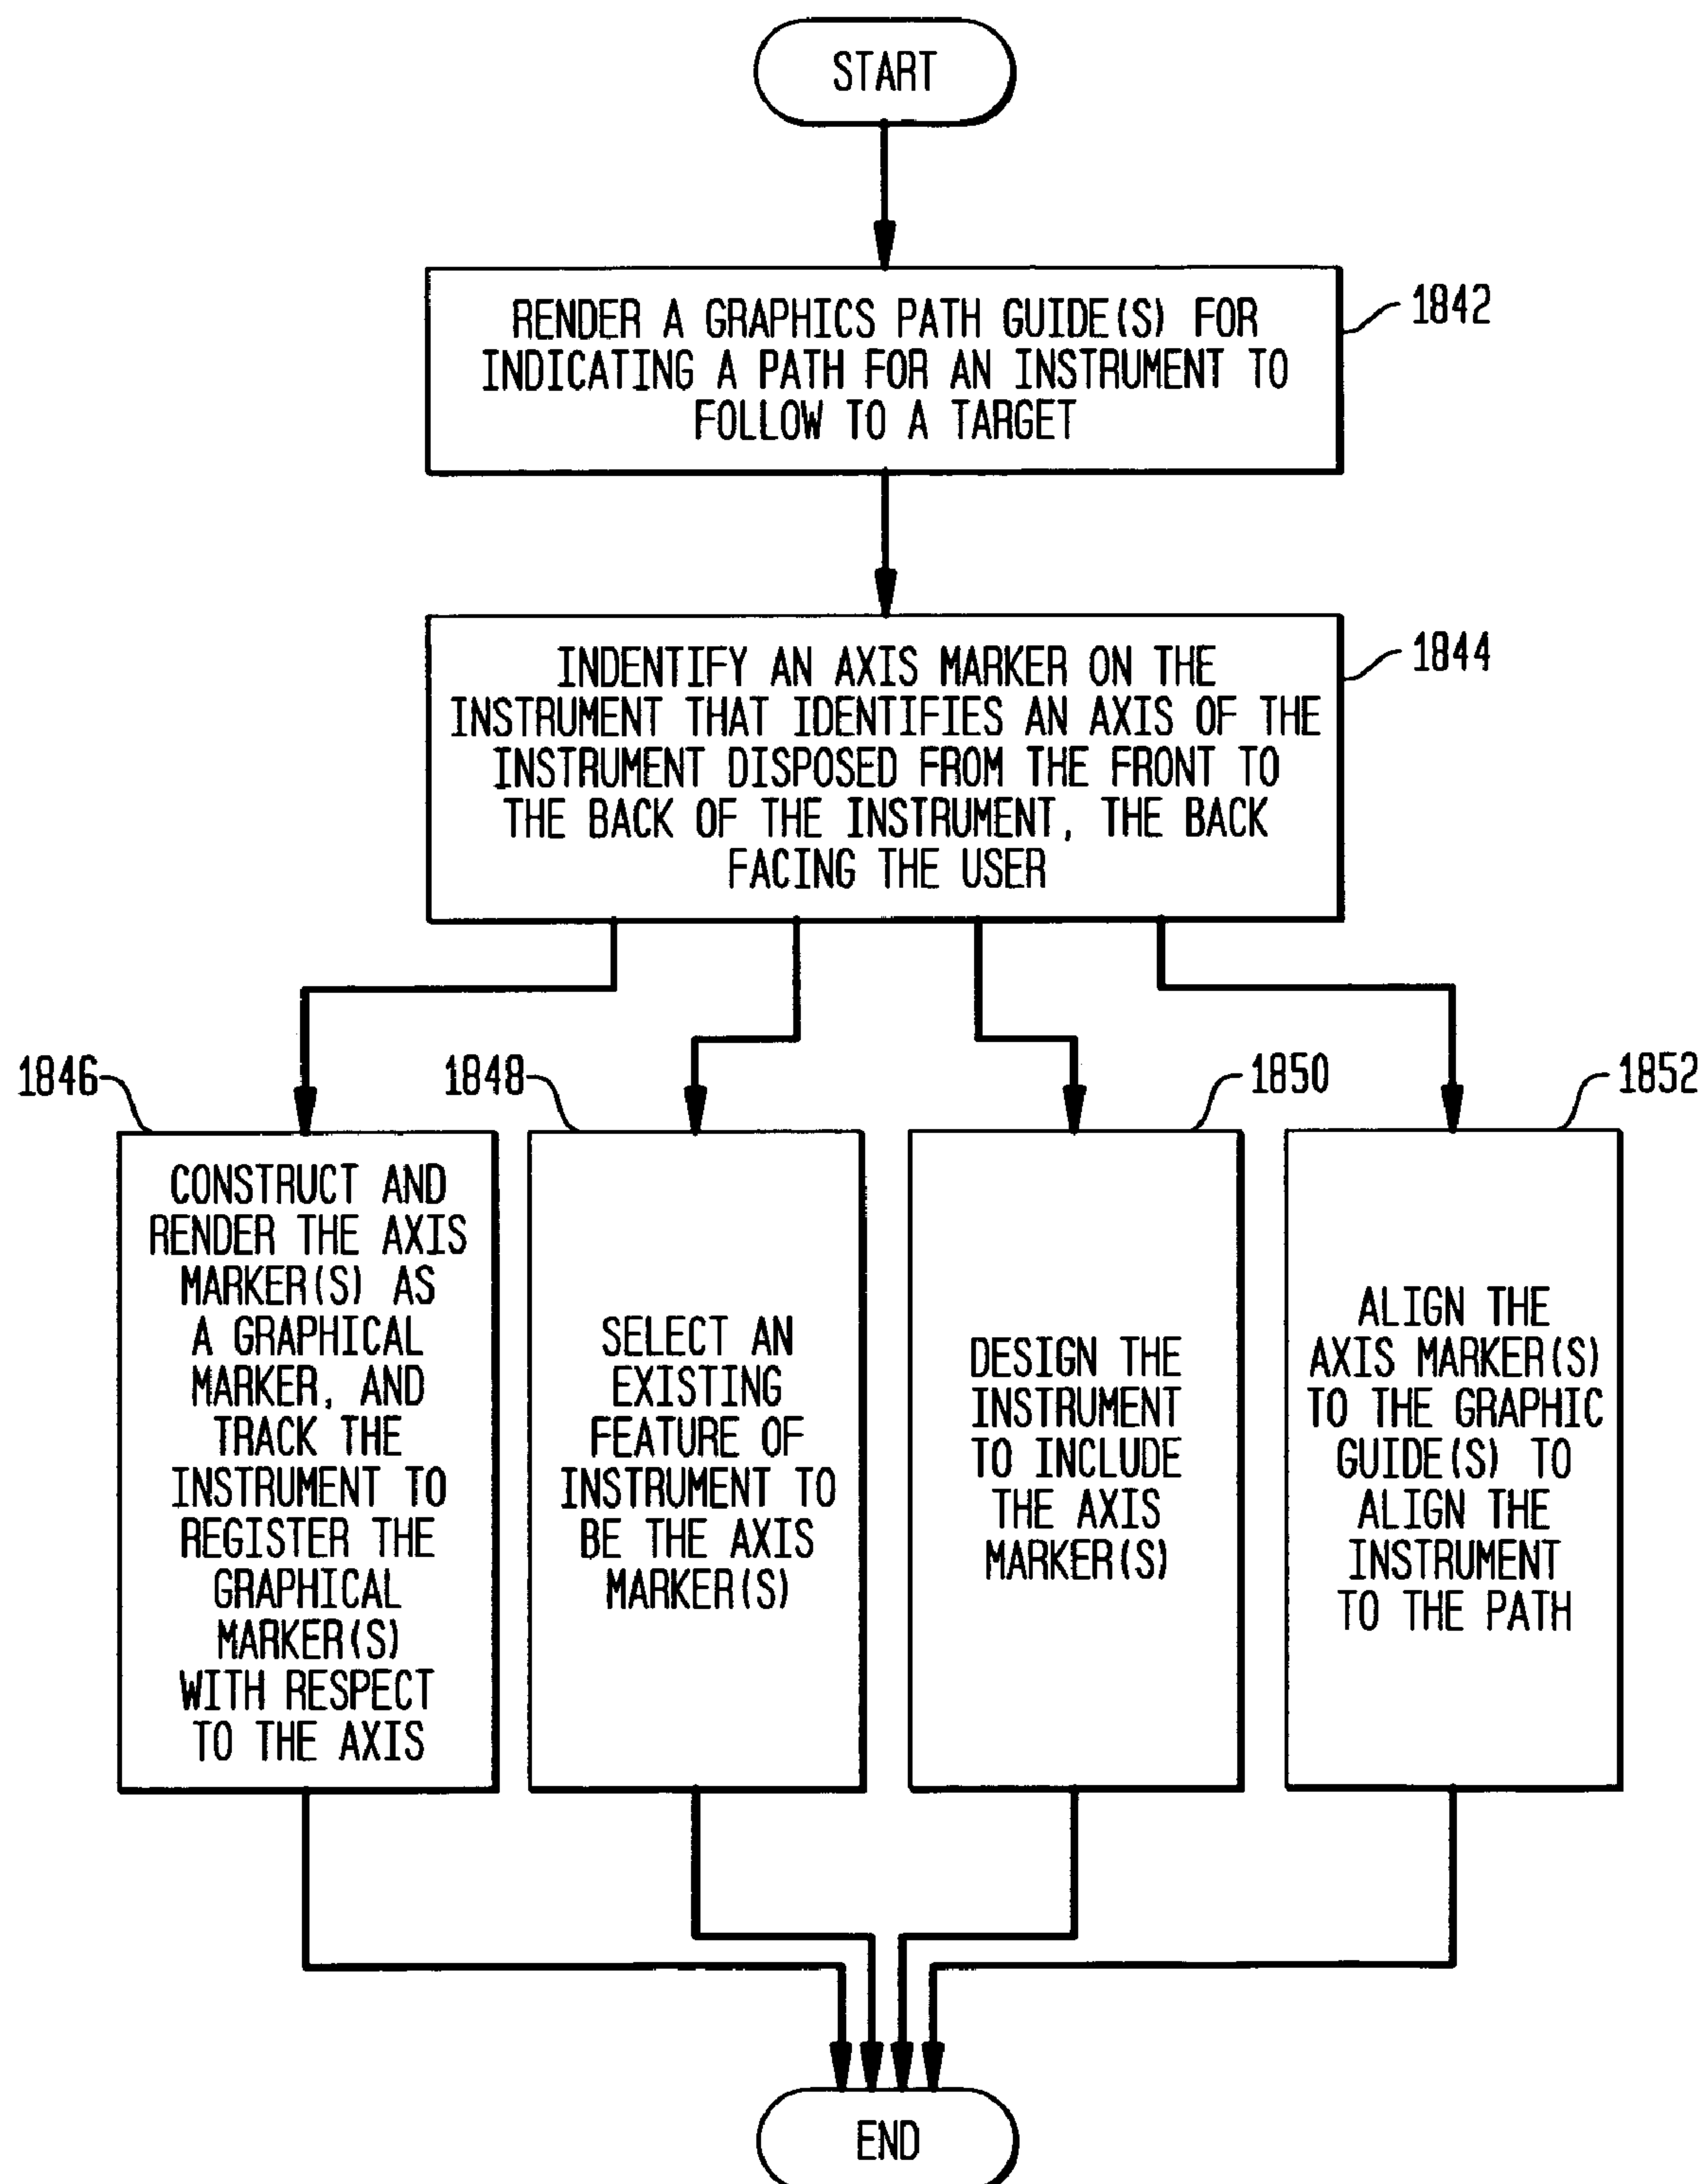 START
RENDER A GRAPHICS PATH GUIDE(S) FOR
INDICATING A PATH FOR AN INSTRUMENT TO
FOLLOW TO A TARGET
1842
INDENTIFY AN AXIS MARKER ON THE
INSTRUMENT THAT IDENTIFIES AN AXIS OF THE
INSTRUMENT DISPOSED FROM THE FRONT TO
THE BACK OF THE INSTRUMENT, THE BACK
FACING THE USER
1844
1846
CONSTRUCT AND
RENDER THE AXIS
MARKER(S) AS
A GRAPHICAL
MARKER, AND
TRACK THE
INSTRUMENT TO
REGISTER THE
GRAPHICAL
MARKER(S)
WITH RESPECT
TO THE AXIS
1848
SELECT AN
EXISTING
FEATURE OF
INSTRUMENT TO
BE THE AXIS
MARKER(S)
1850
DESIGN THE
INSTRUMENT
TO INCLUDE
THE AXIS
MARKER(S)
1852
ALIGN THE
AXIS MARKER(S)
TO THE GRAPHIC
GUIDE(S) TO
ALIGN THE
INSTRUMENT
TO THE PATH
END